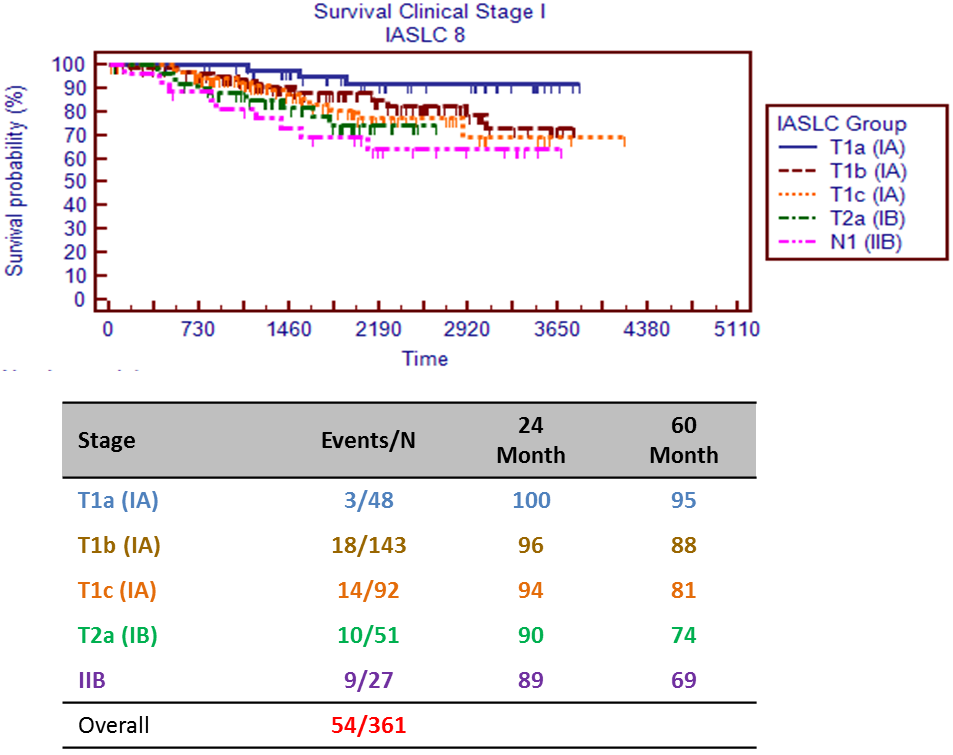 Survival Clinical Stage I
IASLC 8
Survival probability (%)
100
90
80
70
60
50
40
30
20
10
0
0 730 1460 2190 2920 3650 4380 5110
Time
IASLC Group
T1a (IA)
T1b (IA)
T1c (IA)
T2a (IB)
N1 (IIB)
Stage Events/N 24 Month 60 Month
T1a (IA) 3/48 100 95
T1b (IA) 18/143 96 88
T1c (IA) 14/92 94 81
T2a (IB) 10/51 90 74
IIB 9/27 89 69
Overall 54/361